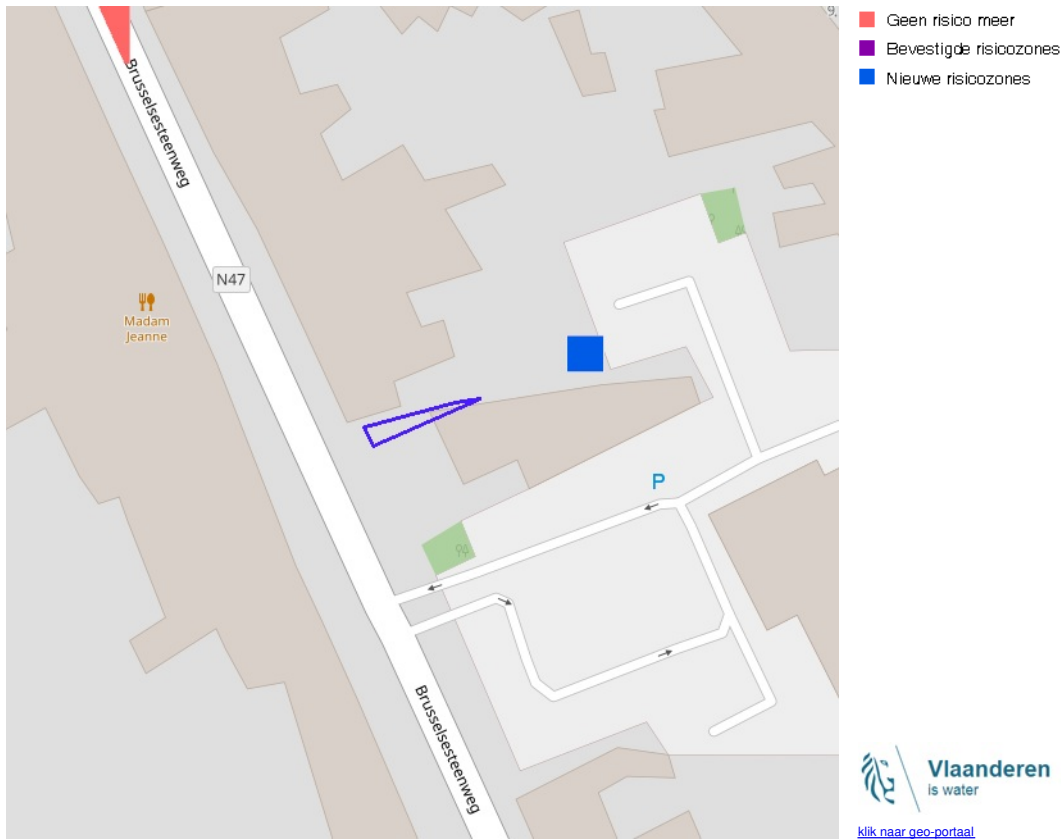 Brusselsesteenweg
N47
Madam
Jeanne
P
Brusselsesteenweg
9.
Geen risico meer
Bevestigde risicozones
Nieuwe risicozones
Vlaanderen
is water
klik naar geo-portaal